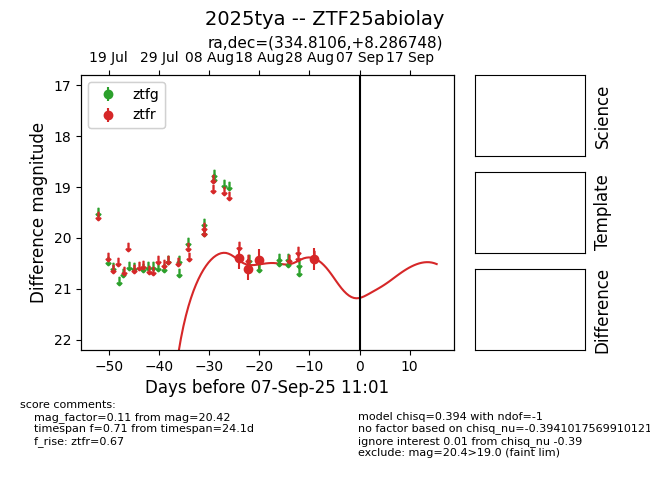 2025tya -- ZTF25abiolay
ra,dec=(334.8106,+8.286748)
19 Jul 29 Jul 08 Aug 18 Aug 28 Aug 07 Sep 17 Sep
ztfg
ztfr
17
18
19
20
21
22
Difference magnitude
−50 −40 −30 −20 −10 0 10
Days before 07-Sep-25 11:01
Science
Template
Difference
score comments:
mag_factor=0.11 from mag=20.42
timespan f=0.71 from timespan=24.1d
f_rise: ztfr=0.67
model chisq=0.394 with ndof=-1
no factor based on chisq_nu=-0.3941017569910121
ignore interest 0.01 from chisq_nu -0.39
exclude: mag=20.4>19.0 (faint lim)